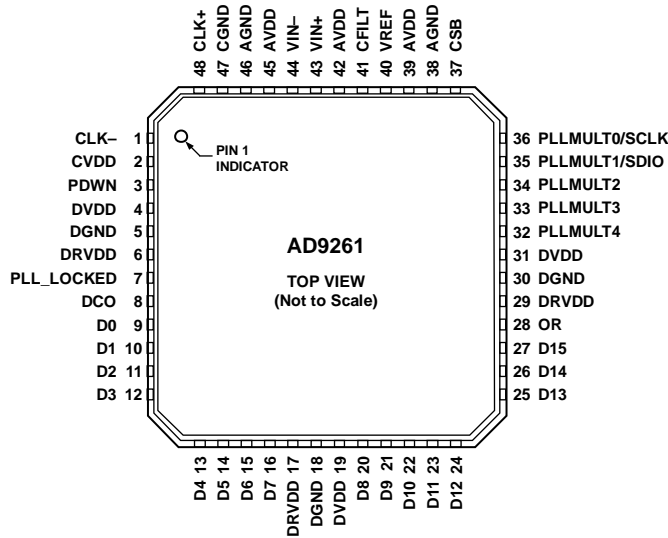 48 CLK+
47 CGND
46 AGND
45 AVDD
44 VIN–
43 VIN+
42 AVDD
41 CFILT
40 VREF
39 AVDD
38 AGND
37 CSB
CLK– 1
CVDD 2
PDWN 3
DVDD 4
DGND 5
DRVDD 6
PLL_LOCKED 7
DCO 8
D0 9
D1 10
D2 11
D3 12
PIN 1
INDICATOR
AD9261
TOP VIEW
(Not to Scale)
36 PLLMULT0/SCLK
35 PLLMULT1/SDIO
34 PLLMULT2
33 PLLMULT3
32 PLLMULT4
31 DVDD
30 DGND
29 DRVDD
28 OR
27 D15
26 D14
25 D13
D4 13
D5 14
D6 15
D7 16
DRVDD 17
DGND 18
DVDD 19
D8 20
D9 21
D10 22
D11 23
D12 24